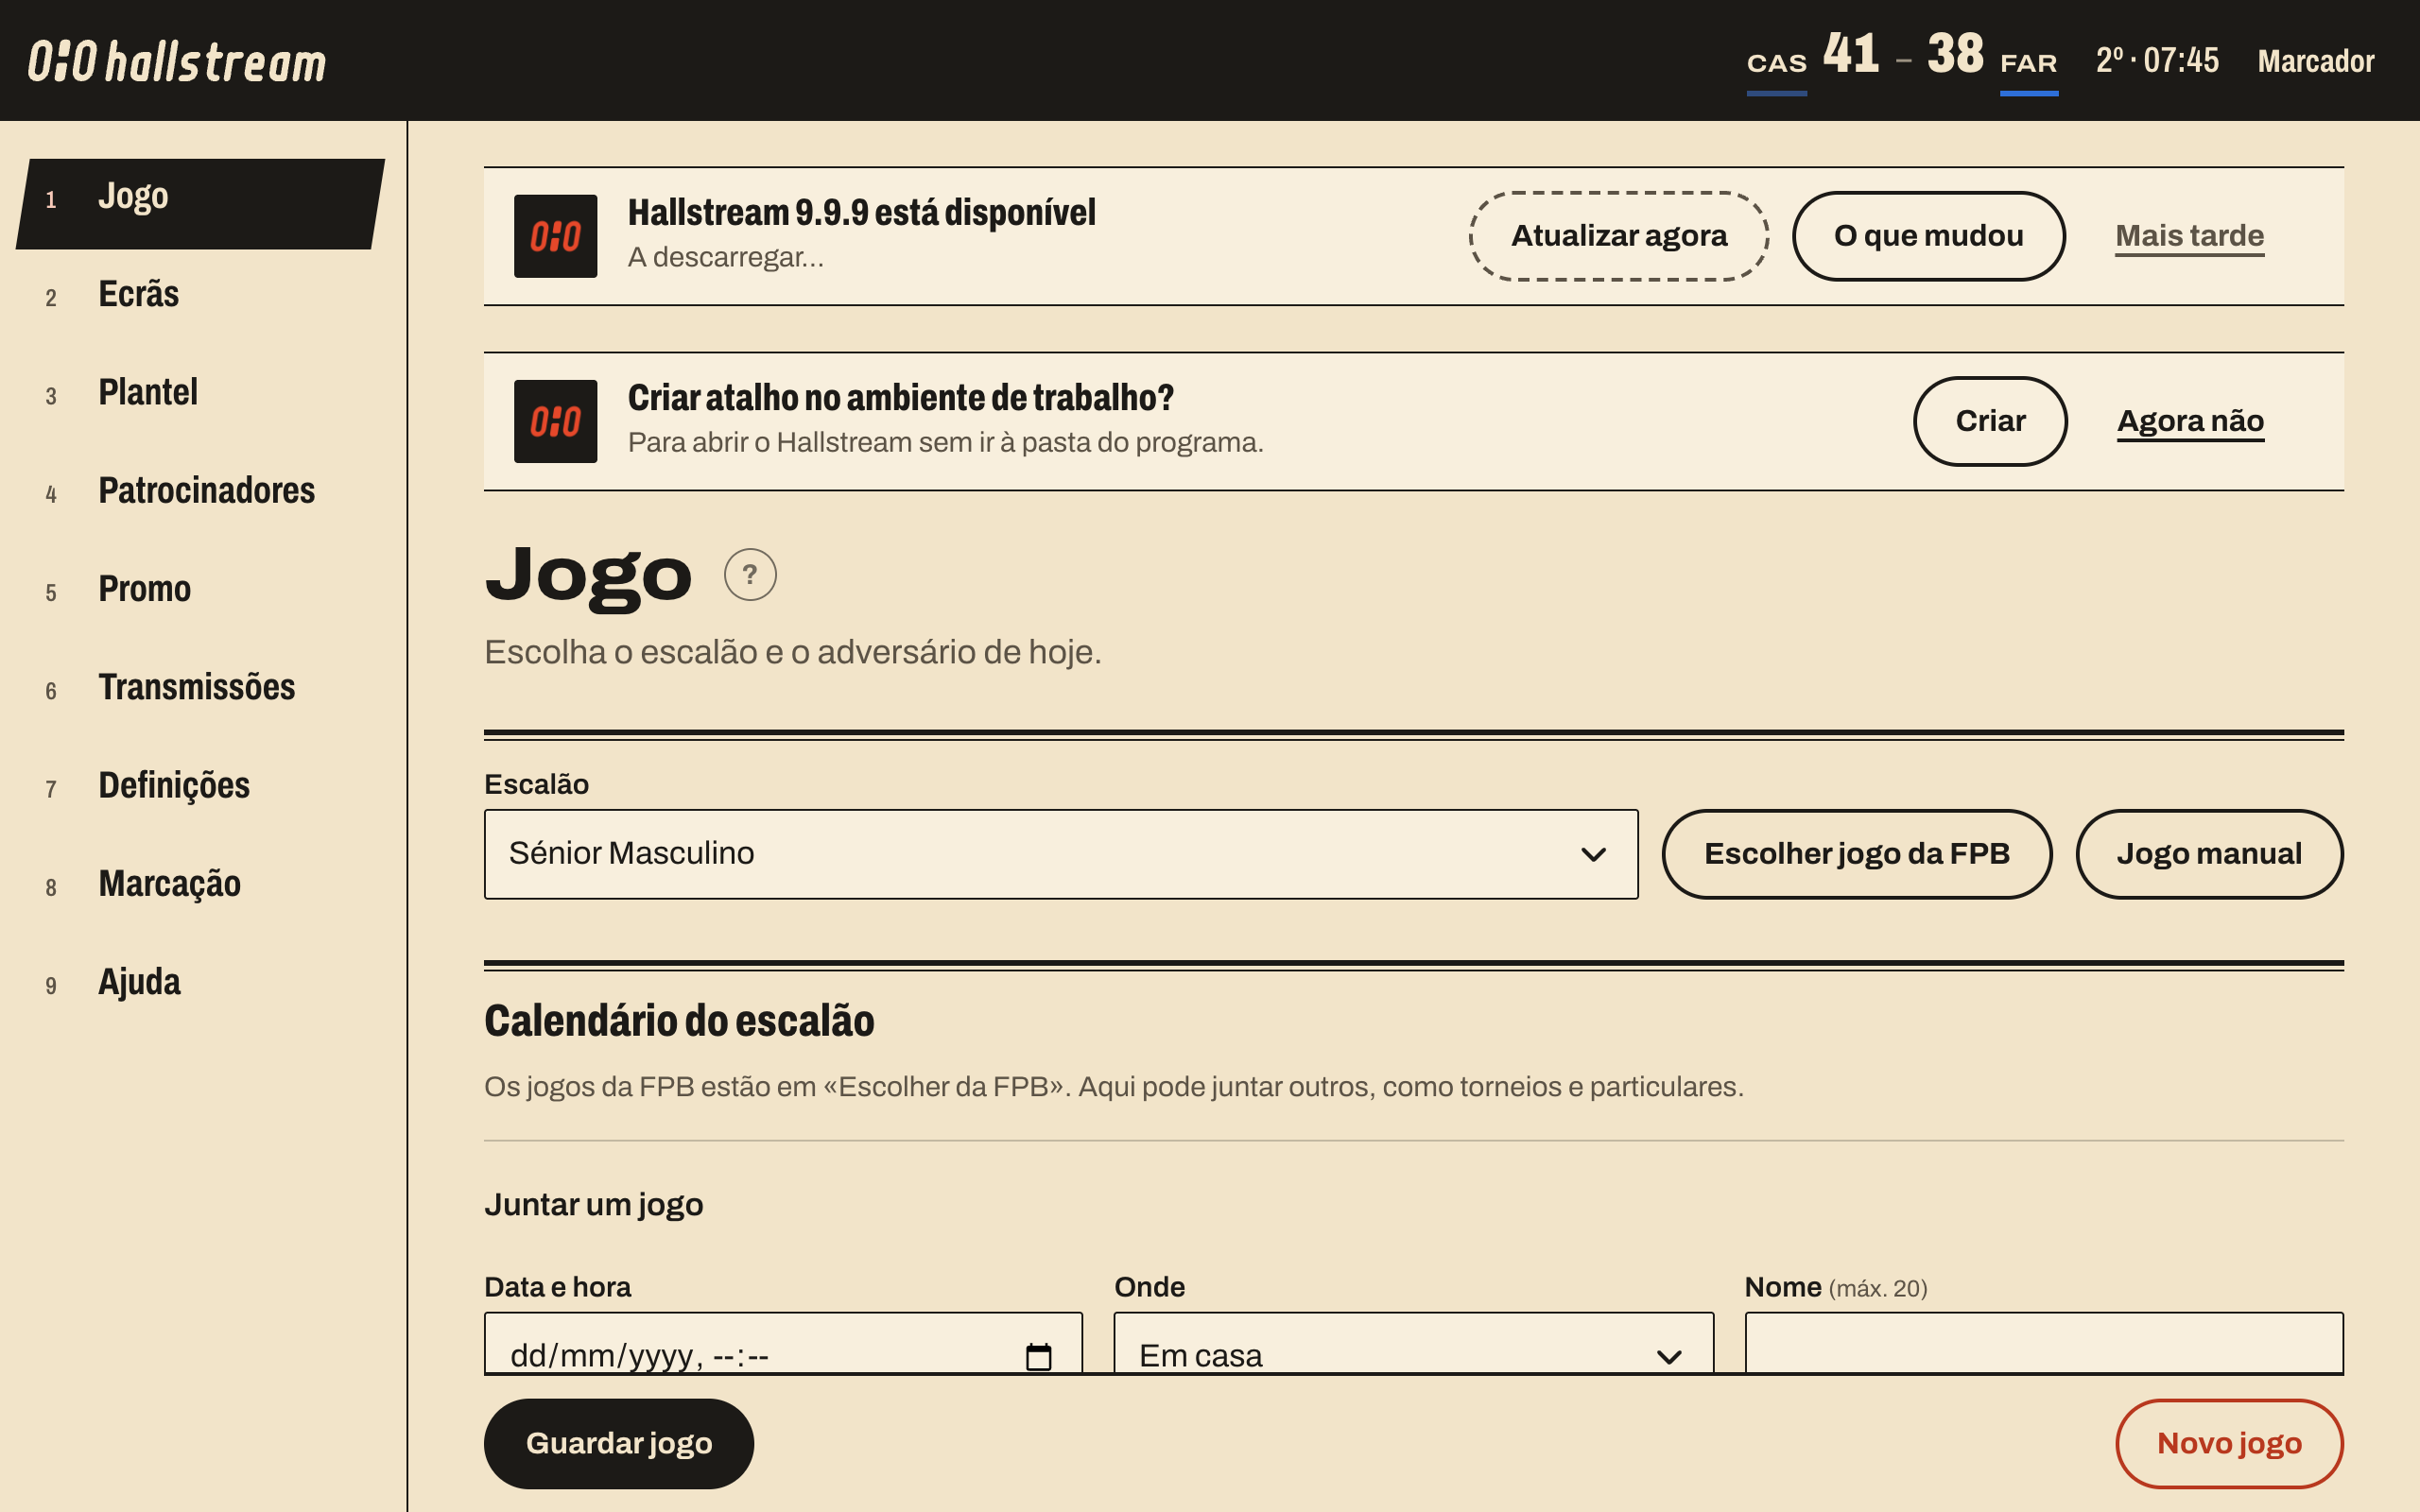 0:0 hallstream
CAS 41 – 38 FAR 2º · 07:45 Marcador
1 Jogo
2 Ecrãs
3 Plantel
4 Patrocinadores
5 Promo
6 Transmissões
7 Definições
8 Marcação
9 Ajuda
0:0
Hallstream 9.9.9 está disponível
A descarregar...
Atualizar agora
O que mudou
Mais tarde
0:0
Criar atalho no ambiente de trabalho?
Para abrir o Hallstream sem ir à pasta do programa.
Criar
Agora não
Jogo ?
Escolha o escalão e o adversário de hoje.
Escalão
Sénior Masculino
Escolher jogo da FPB
Jogo manual
Calendário do escalão
Os jogos da FPB estão em «Escolher da FPB». Aqui pode juntar outros, como torneios e particulares.
Juntar um jogo
Data e hora
dd/mm/yyyy, --:--
Onde
Em casa
Nome (máx. 20)
Guardar jogo
Novo jogo